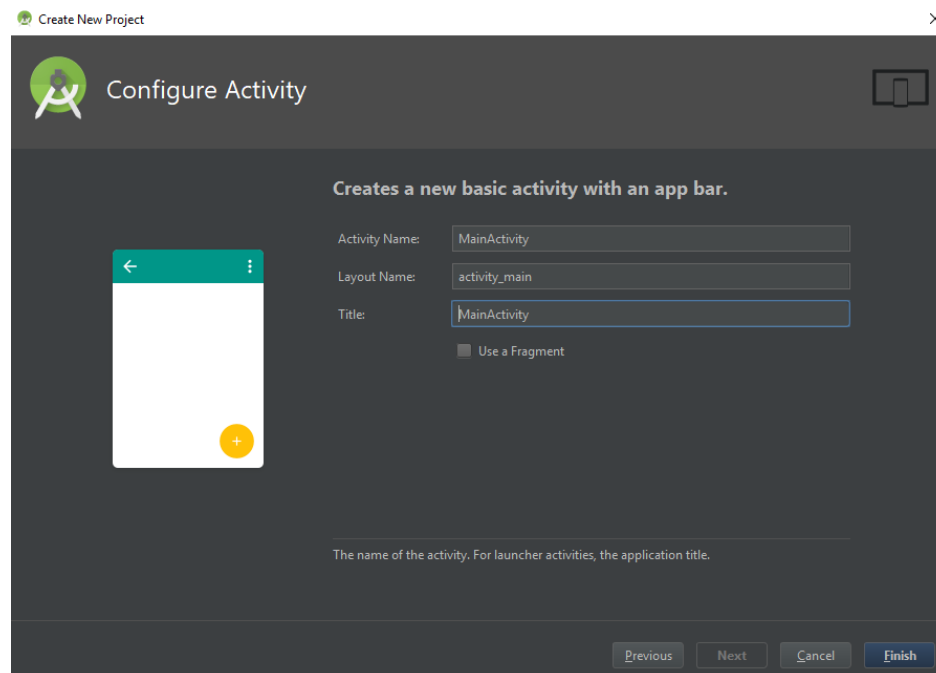 Create New Project
Configure Activity
Creates a new basic activity with an app bar.
Activity Name: MainActivity
Layout Name: activity_main
Title: MainActivity
Use a Fragment
The name of the activity. For launcher activities, the application title.
Previous Next Cancel Finish